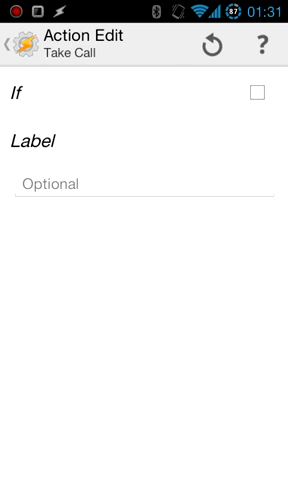 87 01:31
Action Edit
Take Call
?
If
Label
Optional